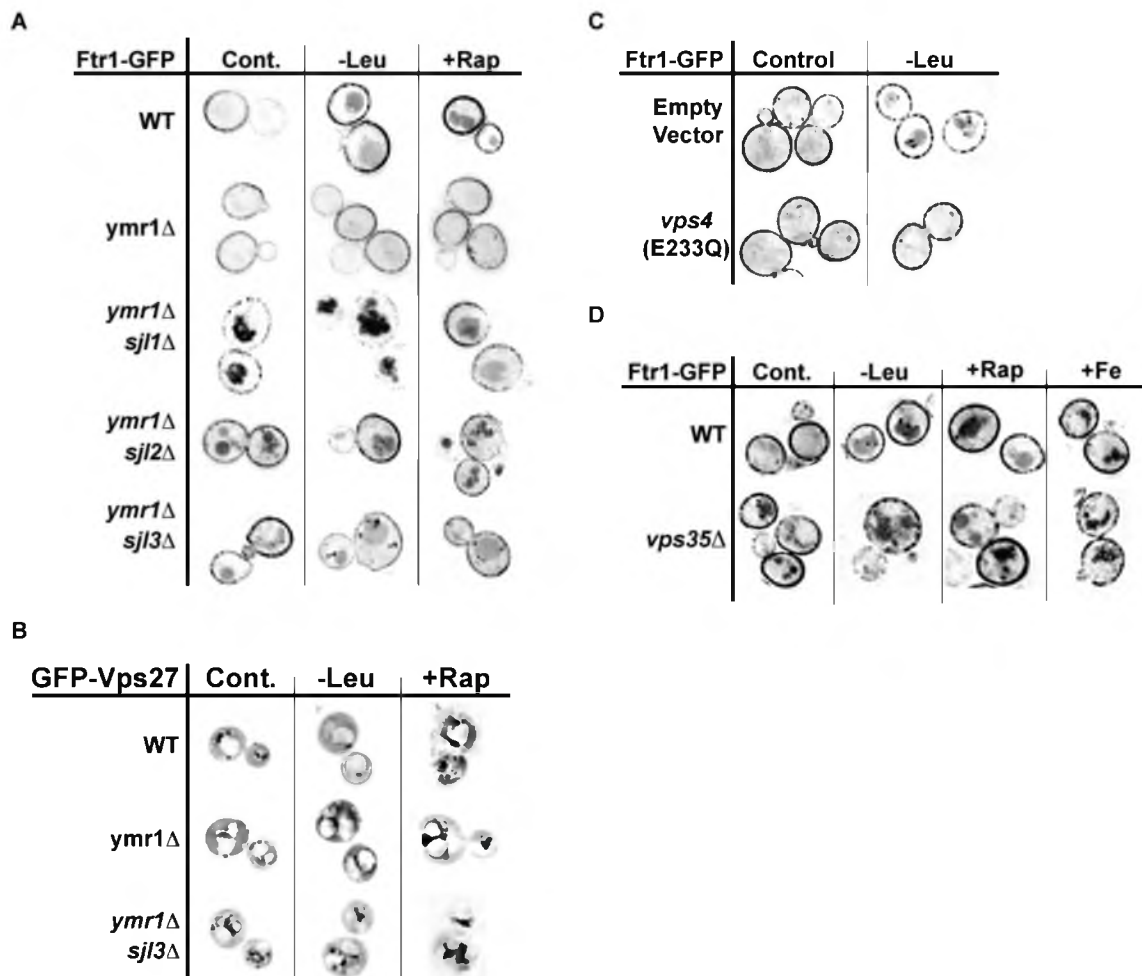 A
Ftr1-GFP Cont. -Leu +Rap
WT
ymr1Δ
ymr1Δ
sjl1Δ
ymr1Δ
sjl2Δ
ymr1Δ
sjl3Δ
B
GFP-Vps27 Cont. -Leu +Rap
WT
ymr1Δ
ymr1Δ
sjl3Δ
C
Ftr1-GFP Control -Leu
Empty
Vector
vps4
(E233Q)
D
Ftr1-GFP Cont. -Leu +Rap +Fe
WT
vps35Δ